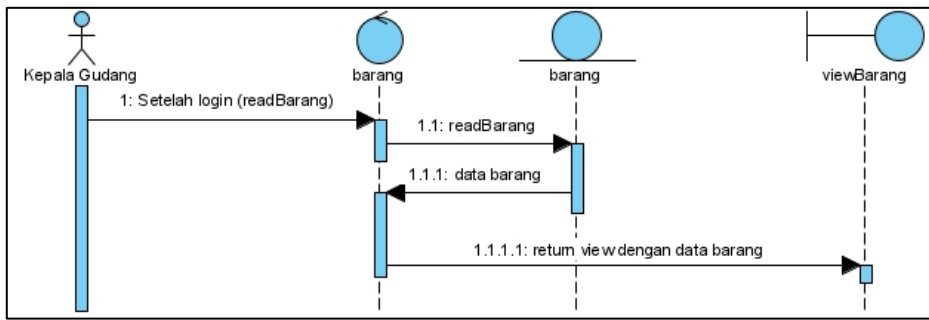 Kepala Gudang
barang
barang
viewBarang
1: Setelah login (readBarang)
1.1: readBarang
1.1.1: data barang
1.1.1.1: return view dengan data barang